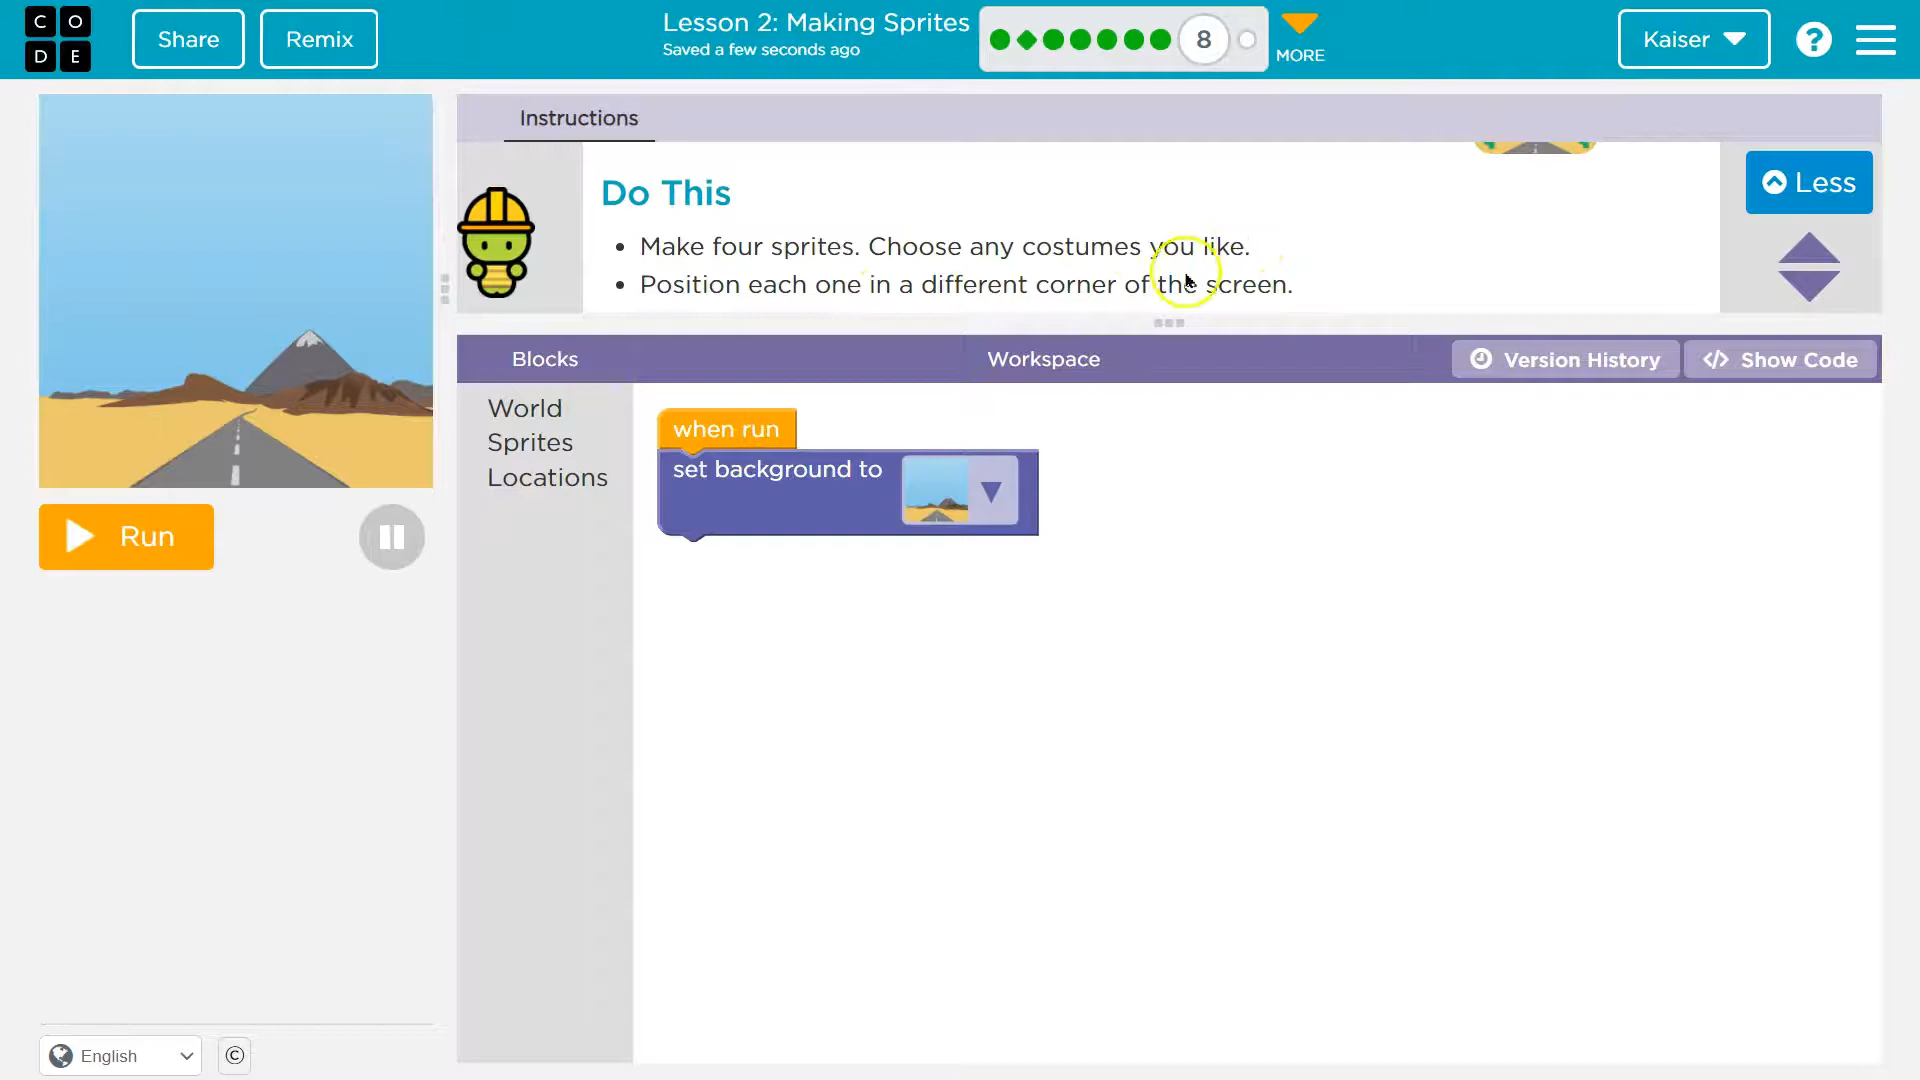 C O
D E
Share
Remix
Lesson 2: Making Sprites
Saved a few seconds ago
8
MORE
Kaiser
?
Instructions
Do This
Less
• Make four sprites. Choose any costumes you like.
• Position each one in a different corner of the screen.
Blocks
Workspace
Version History
</> Show Code
World
Sprites
Locations
when run
set background to
Run
English
©